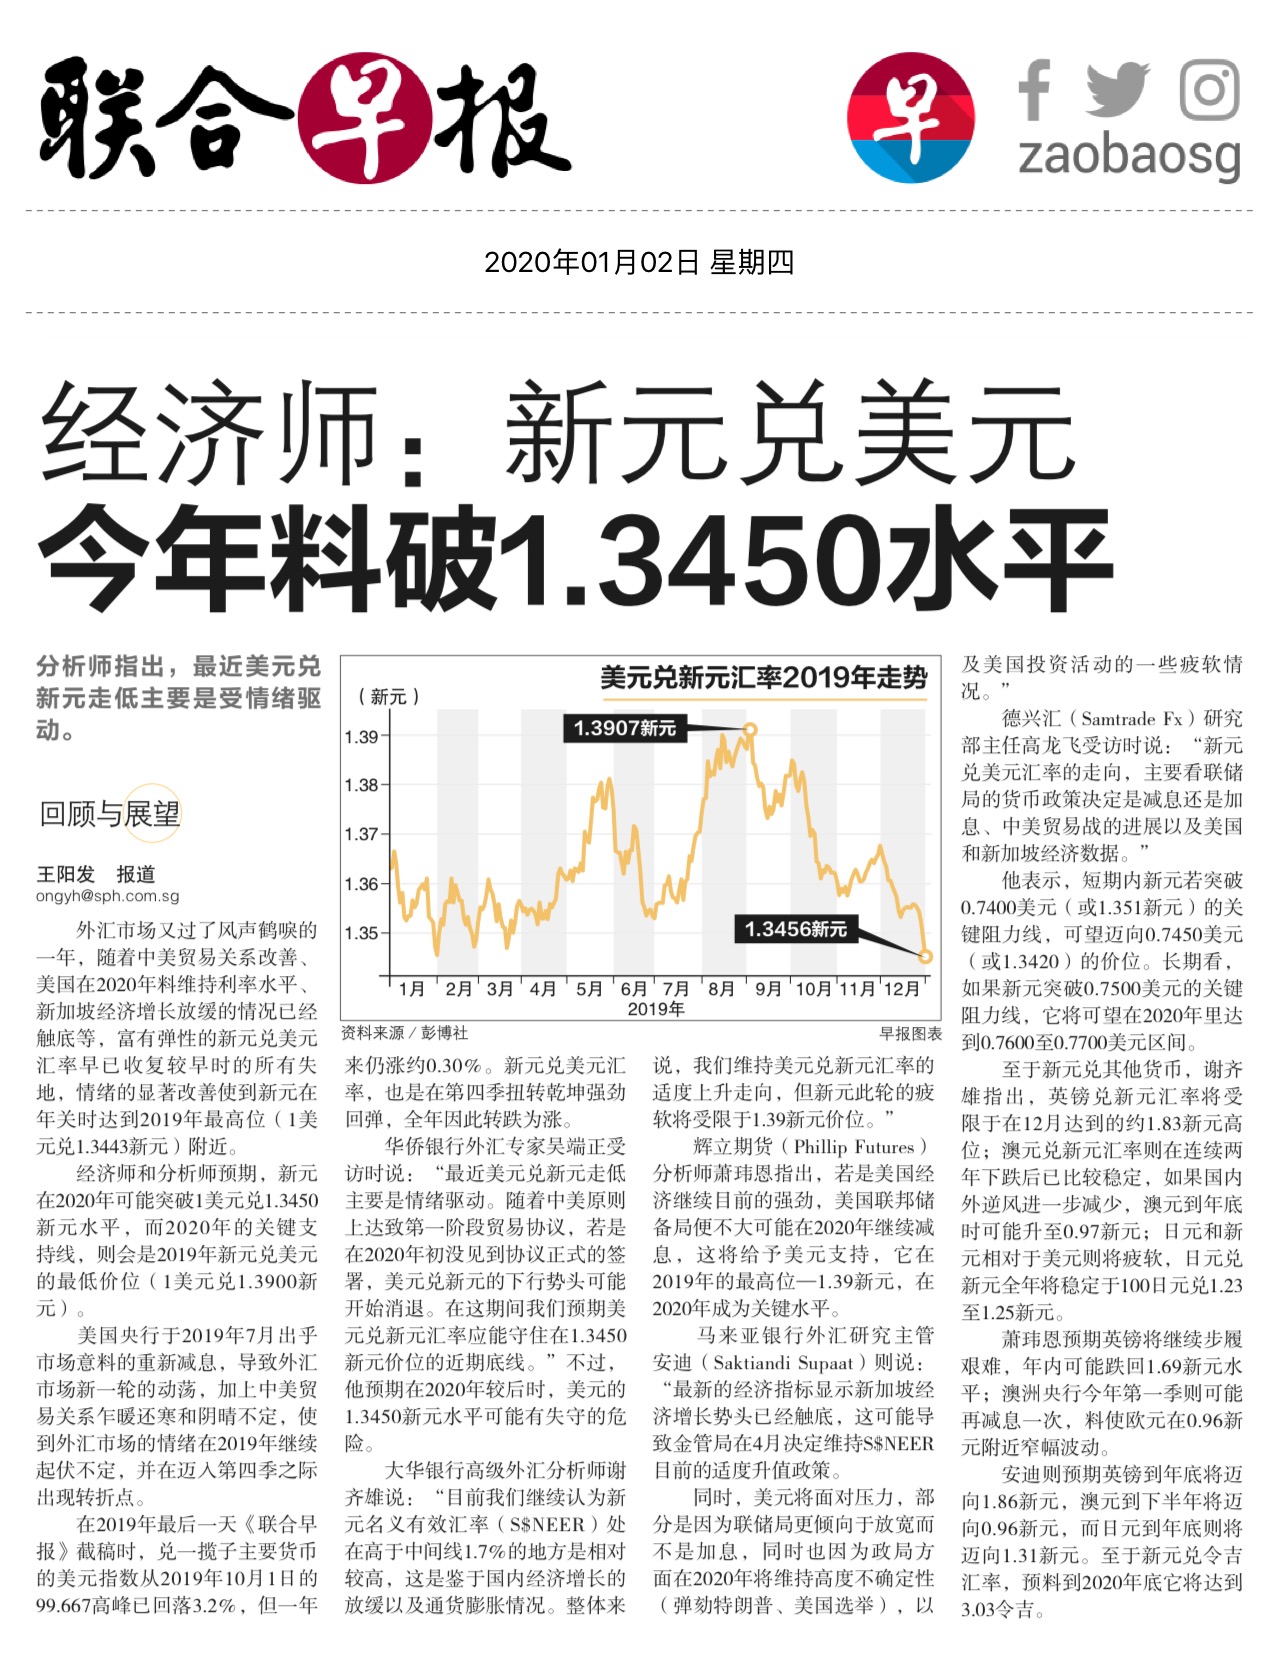 联合早报
早
zaobaosg
2020年01月02日 星期四
经济师：新元兑美元
今年料破1.3450水平
分析师指出，最近美元兑
新元走低主要是受情绪驱
动。
回顾与展望
王阳发　报道
ongyh@sph.com.sg
外汇市场又过了风声鹤唳的
一年，随着中美贸易关系改善、
美国在2020年料维持利率水平、
新加坡经济增长放缓的情况已经
触底等，富有弹性的新元兑美元
汇率早已收复较早时的所有失
地，情绪的显著改善使到新元在
年关时达到2019年最高位（1美
元兑1.3443新元）附近。
经济师和分析师预期，新元
在2020年可能突破1美元兑1.3450
新元水平，而2020年的关键支
持线，则会是2019年新元兑美元
的最低价位（1美元兑1.3900新
元）。
美国央行于2019年7月出乎
市场意料的重新减息，导致外汇
市场新一轮的动荡，加上中美贸
易关系乍暖还寒和阴晴不定，使
到外汇市场的情绪在2019年继续
起伏不定，并在迈入第四季之际
出现转折点。
在2019年最后一天《联合早
报》截稿时，兑一揽子主要货币
的美元指数从2019年10月1日的
99.667高峰已回落3.2%，但一年
美元兑新元汇率2019年走势
（新元）
1.39
1.38
1.37
1.36
1.35
1.3907新元
1.3456新元
1月 2月 3月 4月 5月 6月 7月 8月 9月 10月 11月 12月
2019年
资料来源／彭博社
早报图表
来仍涨约0.30%。新元兑美元汇
率，也是在第四季扭转乾坤强劲
回弹，全年因此转跌为涨。
华侨银行外汇专家吴端正受
访时说：“最近美元兑新元走低
主要是情绪驱动。随着中美原则
上达致第一阶段贸易协议，若是
在2020年初没见到协议正式的签
署，美元兑新元的下行势头可能
开始消退。在这期间我们预期美
元兑新元汇率应能守住在1.3450
新元价位的近期底线。”不过，
他预期在2020年较后时，美元的
1.3450新元水平可能有失守的危
险。
大华银行高级外汇分析师谢
齐雄说：“目前我们继续认为新
元名义有效汇率（S$NEER）处
在高于中间线1.7%的地方是相对
较高，这是鉴于国内经济增长的
放缓以及通货膨胀情况。整体来
说，我们维持美元兑新元汇率的
适度上升走向，但新元此轮的疲
软将受限于1.39新元价位。”
辉立期货（Phillip Futures）
分析师萧玮恩指出，若是美国经
济继续目前的强劲，美国联邦储
备局便不大可能在2020年继续减
息，这将给予美元支持，它在
2019年的最高位—1.39新元，在
2020年成为关键水平。
马来亚银行外汇研究主管
安迪（Saktiandi Supaat）则说：
“最新的经济指标显示新加坡经
济增长势头已经触底，这可能导
致金管局在4月决定维持S$NEER
目前的适度升值政策。
同时，美元将面对压力，部
分是因为联储局更倾向于放宽而
不是加息，同时也因为政局方
面在2020年将维持高度不确定性
（弹劾特朗普、美国选举），以
及美国投资活动的一些疲软情
况。”
德兴汇（Samtrade Fx）研究
部主任高龙飞受访时说：“新元
兑美元汇率的走向，主要看联储
局的货币政策决定是减息还是加
息、中美贸易战的进展以及美国
和新加坡经济数据。”
他表示，短期内新元若突破
0.7400美元（或1.351新元）的关
键阻力线，可望迈向0.7450美元
（或1.3420）的价位。长期看，
如果新元突破0.7500美元的关键
阻力线，它将可望在2020年里达
到0.7600至0.7700美元区间。
至于新元兑其他货币，谢齐
雄指出，英镑兑新元汇率将受
限于在12月达到的约1.83新元高
位；澳元兑新元汇率则在连续两
年下跌后已比较稳定，如果国内
外逆风进一步减少，澳元到年底
时可能升至0.97新元；日元和新
元相对于美元则将疲软，日元兑
新元全年将稳定于100日元兑1.23
至1.25新元。
萧玮恩预期英镑将继续步履
艰难，年内可能跌回1.69新元水
平；澳洲央行今年第一季则可能
再减息一次，料使欧元在0.96新
元附近窄幅波动。
安迪则预期英镑到年底将迈
向1.86新元，澳元到下半年将迈
向0.96新元，而日元到年底则将
迈向1.31新元。至于新元兑令吉
汇率，预料到2020年底它将达到
3.03令吉。